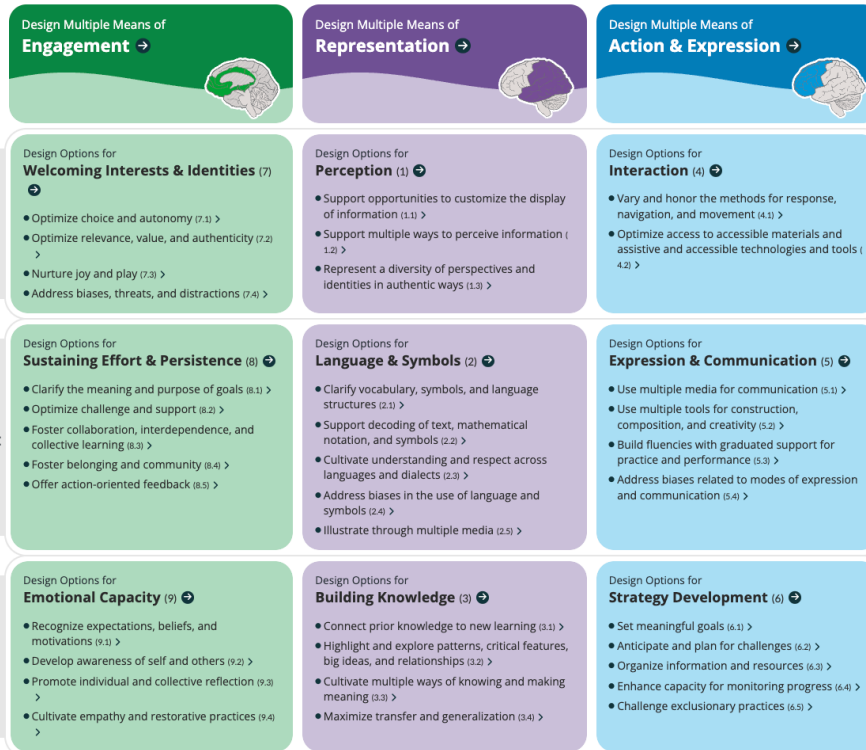 Design Multiple Means of
Engagement
Design Multiple Means of
Representation
Design Multiple Means of
Action & Expression
Design Options for
Welcoming Interests & Identities (7)
• Optimize choice and autonomy (7.1) >
• Optimize relevance, value, and authenticity (7.2)
>
• Nurture joy and play (7.3) >
• Address biases, threats, and distractions (7.4) >
Design Options for
Perception (1)
• Support opportunities to customize the display
of information (1.1) >
• Support multiple ways to perceive information (
1.2) >
• Represent a diversity of perspectives and
identities in authentic ways (1.3) >
Design Options for
Interaction (4)
• Vary and honor the methods for response,
navigation, and movement (4.1) >
• Optimize access to accessible materials and
assistive and accessible technologies and tools (
4.2) >
Design Options for
Sustaining Effort & Persistence (8)
• Clarify the meaning and purpose of goals (8.1) >
• Optimize challenge and support (8.2) >
• Foster collaboration, interdependence, and
collective learning (8.3) >
• Foster belonging and community (8.4) >
• Offer action-oriented feedback (8.5) >
Design Options for
Language & Symbols (2)
• Clarify vocabulary, symbols, and language
structures (2.1) >
• Support decoding of text, mathematical
notation, and symbols (2.2) >
• Cultivate understanding and respect across
languages and dialects (2.3) >
• Address biases in the use of language and
symbols (2.4) >
• Illustrate through multiple media (2.5) >
Design Options for
Expression & Communication (5)
• Use multiple media for communication (5.1) >
• Use multiple tools for construction,
composition, and creativity (5.2) >
• Build fluencies with graduated support for
practice and performance (5.3) >
• Address biases related to modes of expression
and communication (5.4) >
Design Options for
Emotional Capacity (9)
• Recognize expectations, beliefs, and
motivations (9.1) >
• Develop awareness of self and others (9.2) >
• Promote individual and collective reflection (9.3)
>
• Cultivate empathy and restorative practices (9.4)
>
Design Options for
Building Knowledge (3)
• Connect prior knowledge to new learning (3.1) >
• Highlight and explore patterns, critical features,
big ideas, and relationships (3.2) >
• Cultivate multiple ways of knowing and making
meaning (3.3) >
• Maximize transfer and generalization (3.4) >
Design Options for
Strategy Development (6)
• Set meaningful goals (6.1) >
• Anticipate and plan for challenges (6.2) >
• Organize information and resources (6.3) >
• Enhance capacity for monitoring progress (6.4) >
• Challenge exclusionary practices (6.5) >